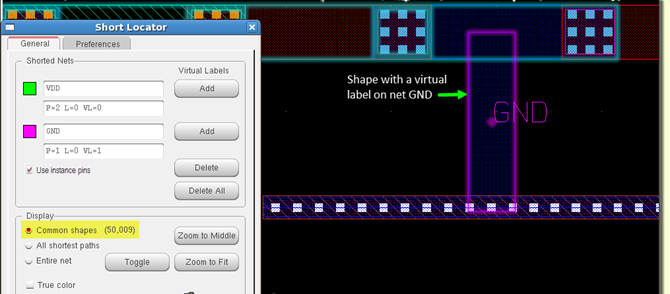 Short Locator
General Preferences
Shorted Nets
Virtual Labels
VDD Add
P=2 L=0 VL=0
GND Add
P=1 L=0 VL=1
Use instance pins Delete
Delete All
Display
Common shapes (50,009) Zoom to Middle
All shortest paths
Entire net Toggle Zoom to Fit
True color
Shape with a virtual
label on net GND
GND